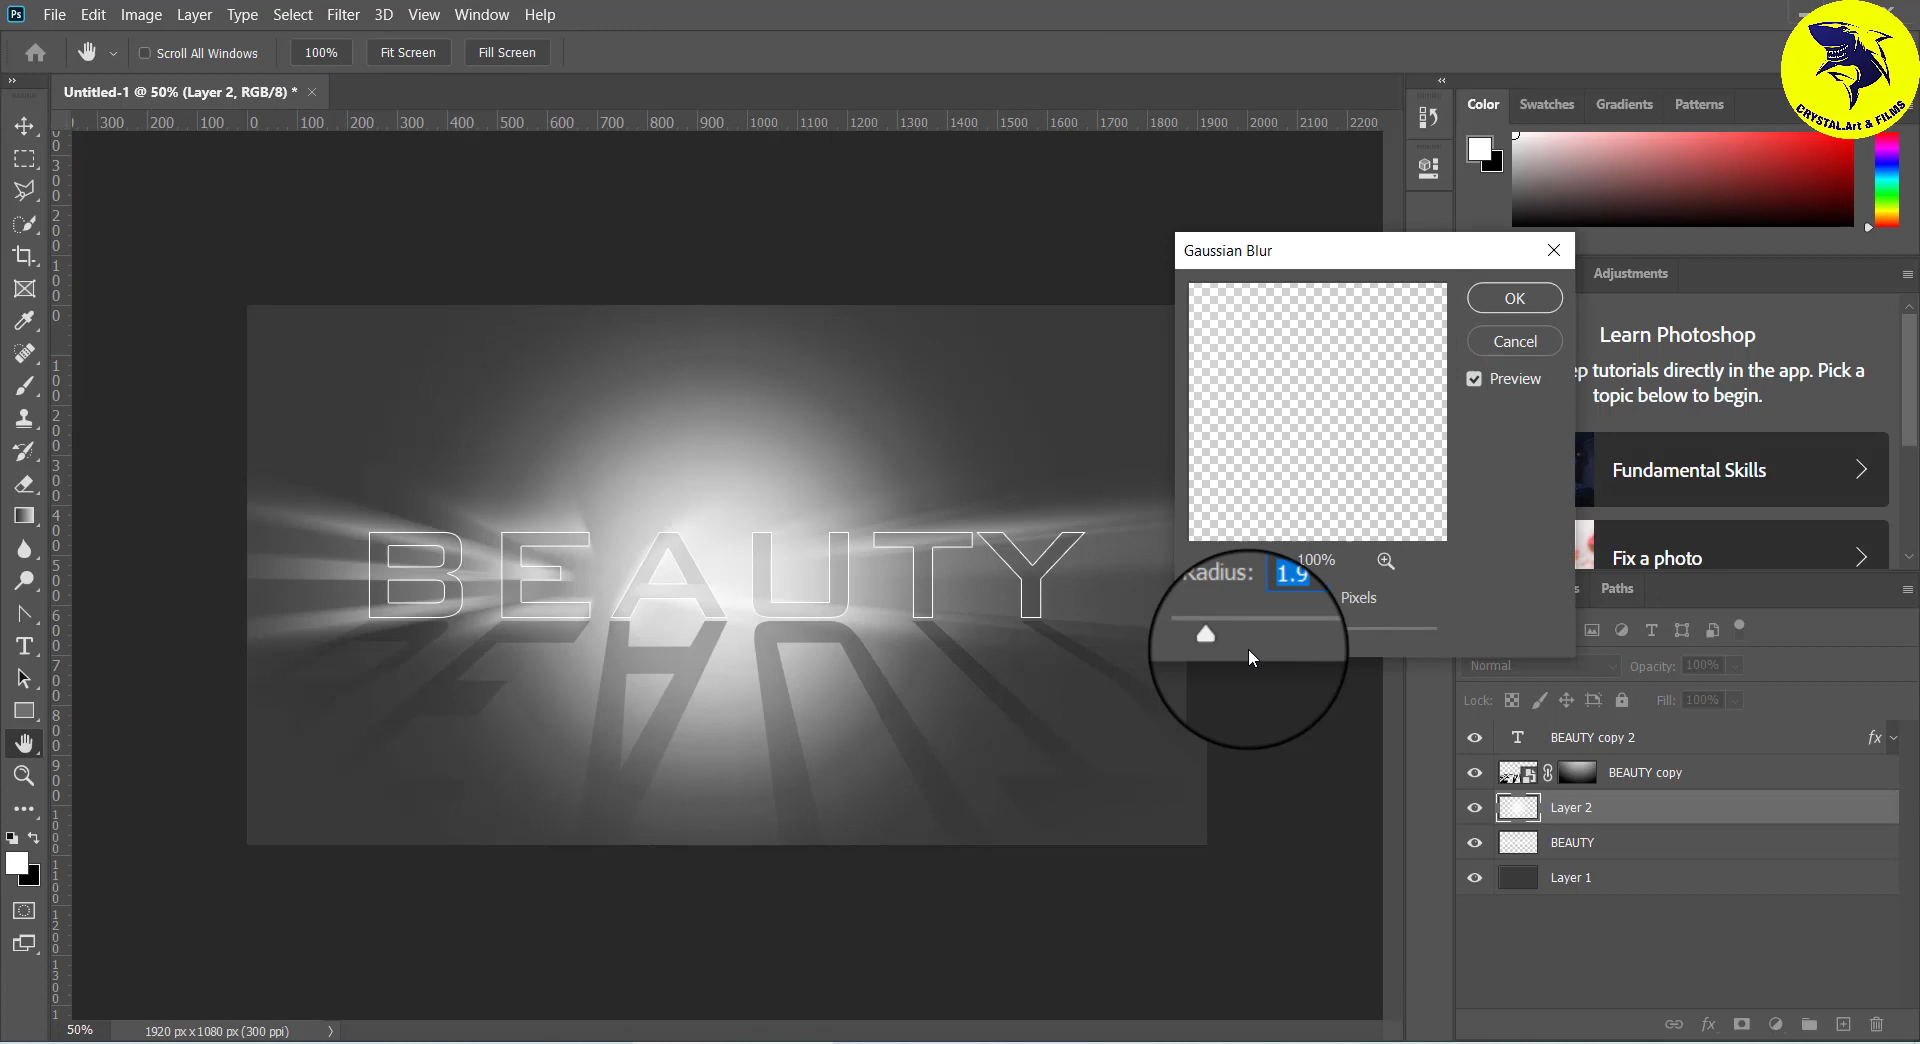 Ps File Edit Image Layer Type Select Filter 3D View Window Help
Scroll All Windows 100% Fit Screen Fill Screen
CRYSTAL.Art & FILMS
Untitled-1 @ 50% (Layer 2, RGB/8) *
300 200 100 0 100 200 300 400 500 600 700 800 900 1000 1100 1200 1300 1400 1500 1600 1700 1800 1900 2000 2100 2200
Color Swatches Gradients Patterns
Gaussian Blur
OK
Cancel
Preview
100%
Radius: 1.9
Pixels
Adjustments
Learn Photoshop
ep tutorials directly in the app. Pick a
topic below to begin.
Fundamental Skills
Fix a photo
BEAUTY
s Paths
Normal Opacity: 100%
Lock: Fill: 100%
T BEAUTY copy 2 fx
BEAUTY copy
Layer 2
BEAUTY
Layer 1
fx
50% 1920 px x 1080 px (300 ppi)